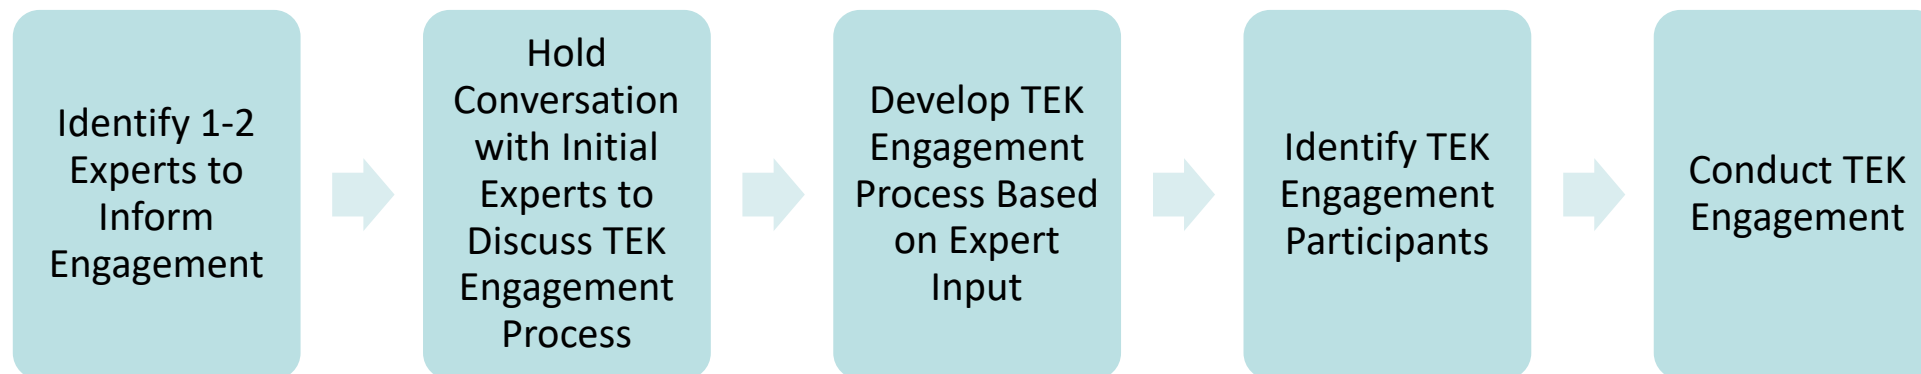 Identify 1-2
Experts to
Inform
Engagement
Hold
Conversation
with Initial
Experts to
Discuss TEK
Engagement
Process
Develop TEK
Engagement
Process Based
on Expert
Input
Identify TEK
Engagement
Participants
Conduct TEK
Engagement